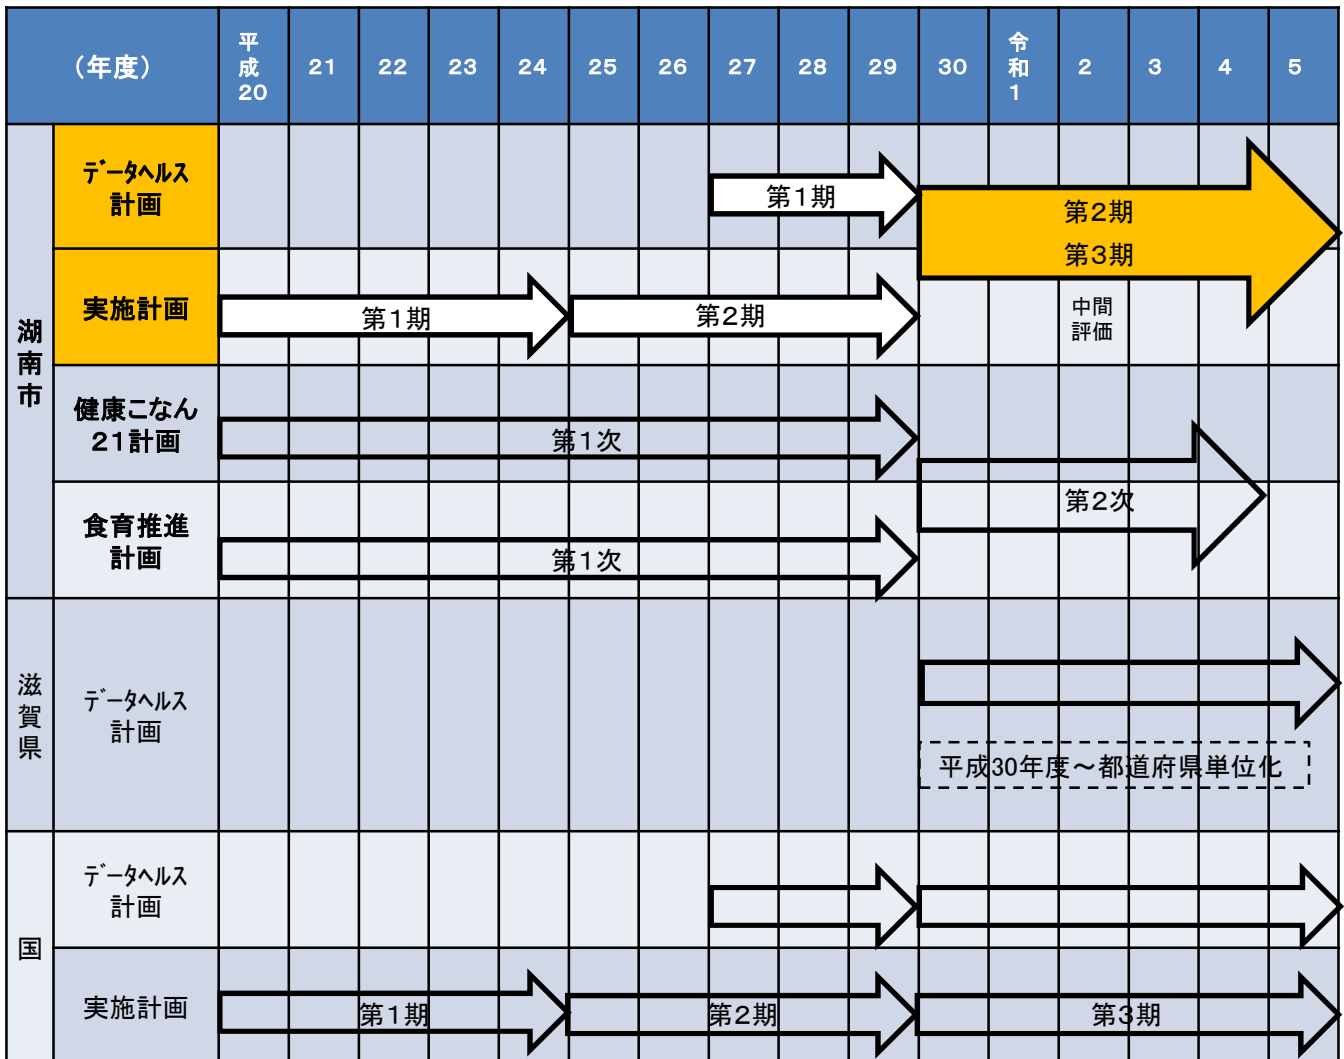 （年度）
平成20
21
22
23
24
25
26
27
28
29
30
令和1
2
3
4
5
湖南市
データヘルス
計画
第1期
第2期
第3期
実施計画
第1期
第2期
中間
評価
健康こなん
21計画
第1次
第2次
食育推進
計画
第1次
滋賀県
データヘルス
計画
平成30年度～都道府県単位化
国
データヘルス
計画
実施計画
第1期
第2期
第3期